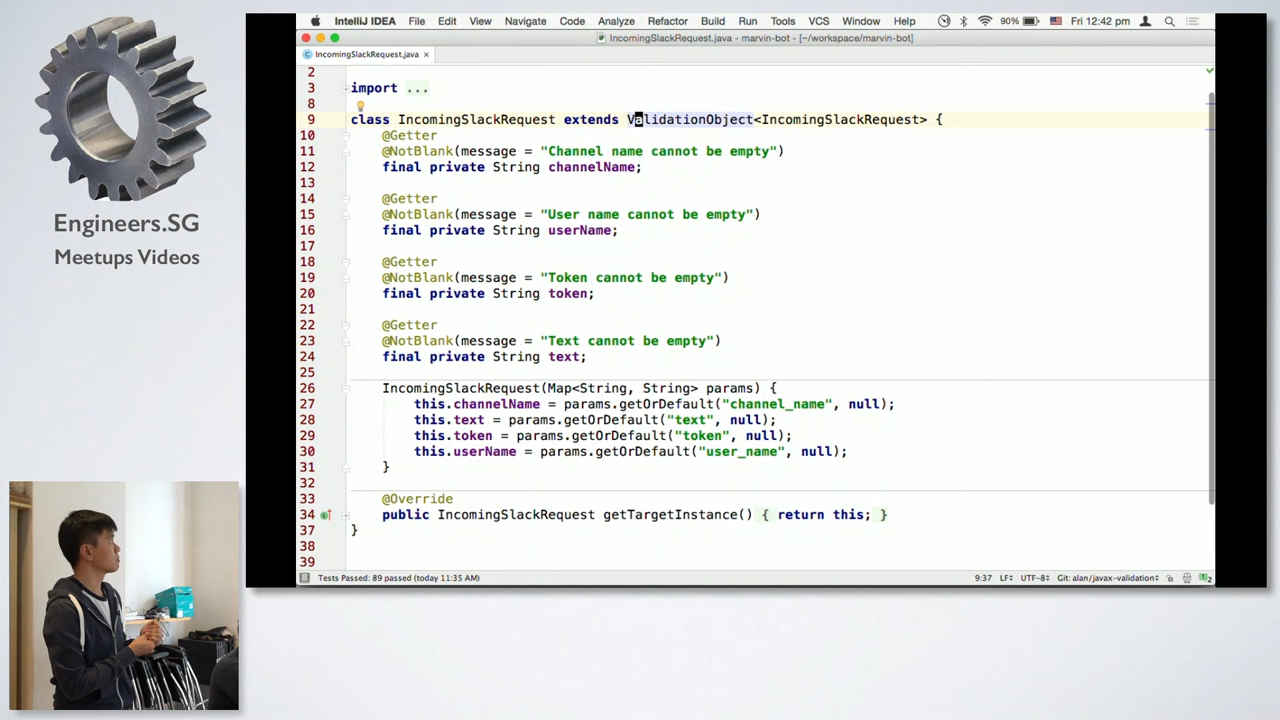 Engineers.SG
Meetups Videos
IntelliJ IDEA File Edit View Navigate Code Analyze Refactor Build Run Tools VCS Window Help 90% Fri 12:42 pm
IncomingSlackRequest.java - marvin-bot - [~/workspace/marvin-bot]
IncomingSlackRequest.java ×
2
3 import ...
8
9 class IncomingSlackRequest extends ValidationObject<IncomingSlackRequest> {
10 @Getter
11 @NotBlank(message = "Channel name cannot be empty")
12 final private String channelName;
13
14 @Getter
15 @NotBlank(message = "User name cannot be empty")
16 final private String userName;
17
18 @Getter
19 @NotBlank(message = "Token cannot be empty")
20 final private String token;
21
22 @Getter
23 @NotBlank(message = "Text cannot be empty")
24 final private String text;
25
26 IncomingSlackRequest(Map<String, String> params) {
27 this.channelName = params.getOrDefault("channel_name", null);
28 this.text = params.getOrDefault("text", null);
29 this.token = params.getOrDefault("token", null);
30 this.userName = params.getOrDefault("user_name", null);
31 }
32
33 @Override
34 public IncomingSlackRequest getTargetInstance() { return this; }
37 }
38
39
Tests Passed: 89 passed (today 11:35 AM) 9:37 LF UTF-8 Git: alan/javax-validation 2